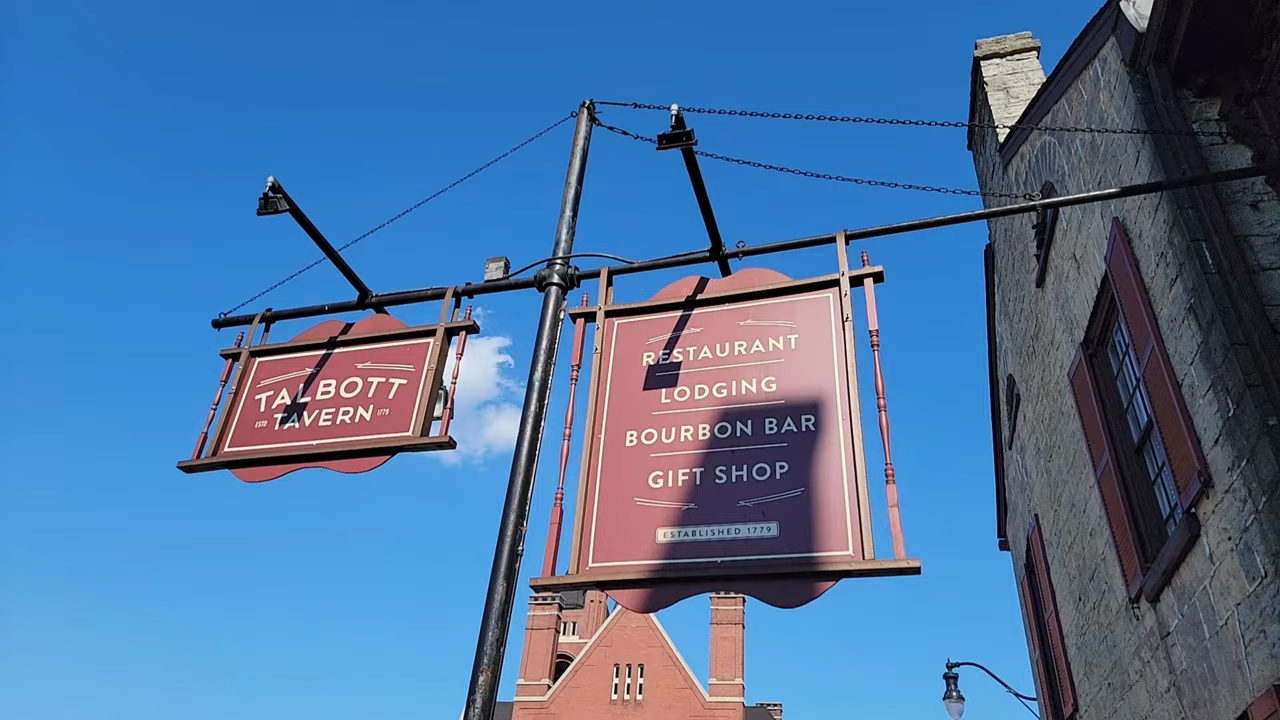 TALBOTT
ESTD TAVERN 1779
RESTAURANT
LODGING
BOURBON BAR
GIFT SHOP
ESTABLISHED 1779